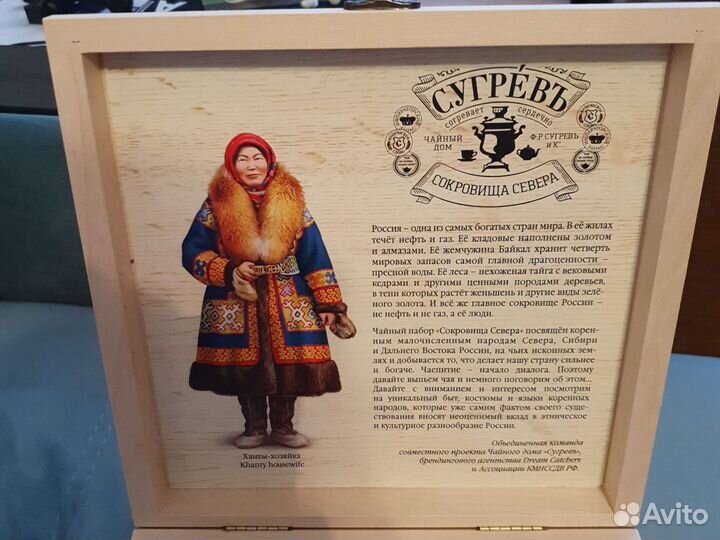 СУГРЕ́ВЪ
согревает сердечно
ЧАЙНЫЙ ДОМ
Ф·Р СУГРЕВЪ и Кº
СОКРОВИЩА СЕВЕРА
Россия – одна из самых богатых стран мира. В её жилах
течёт нефть и газ. Её кладовые наполнены золотом
и алмазами. Её жемчужина Байкал хранит четверть
мировых запасов самой главной драгоценности –
пресной воды. Её леса – нехоженая тайга с вековыми
кедрами и другими ценными породами деревьев,
в тени которых растёт женьшень и другие виды зелё-
ного золота. И всё же главное сокровище России –
не нефть и не газ, а её люди.
Чайный набор «Сокровища Севера» посвящён корен-
ным малочисленным народам Севера, Сибири
и Дальнего Востока России, на чьих исконных зем-
лях и добывается то, что делает нашу страну сильнее
и богаче. Чаепитие – начало диалога. Поэтому
давайте выпьем чая и немного поговорим об этом...
Давайте с вниманием и интересом посмотрим
на уникальный быт, костюмы и языки коренных
народов, которые уже самим фактом своего суще-
ствования вносят неоценимый вклад в этническое
и культурное разнообразие России.
Объединенная команда
совместного проекта Чайного дома «Сугревъ»,
брендингового агентства Dream Catchers
и Ассоциации КМНССДВ РФ.
Ханты-хозяйка
Khanty housewife
Avito